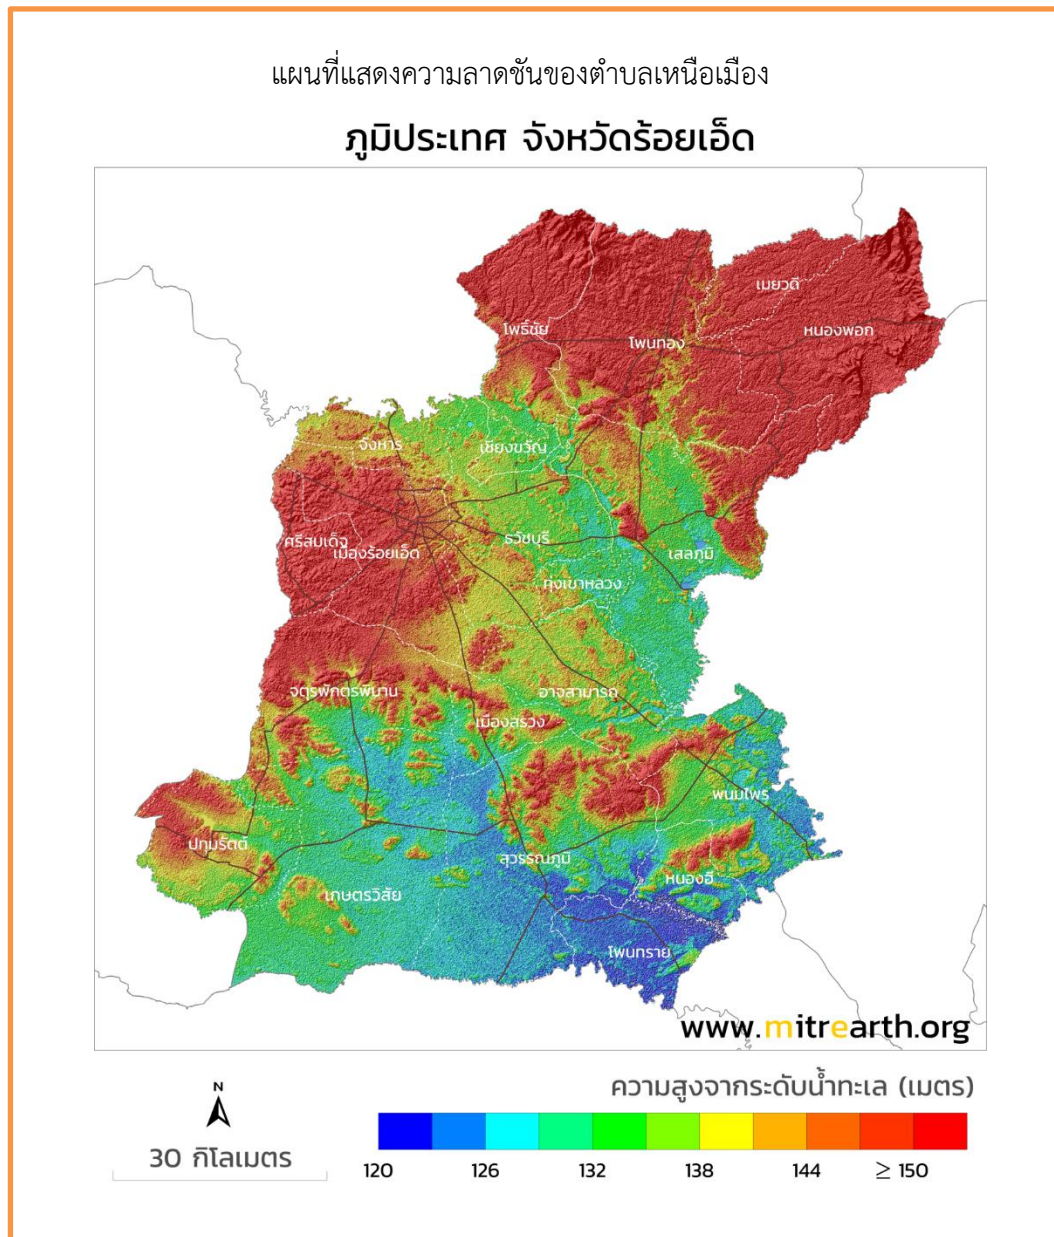 แผนที่แสดงความลาดชันของตำบลเหนือเมือง
ภูมิประเทศ จังหวัดร้อยเอ็ด
เมยวดี
หนองพอก
โพธิ์ชัย
โพนทอง
จังหาร
เชียงขวัญ
ศรีสมเด็จ
เมืองร้อยเอ็ด
ธวัชบุรี
เสลภูมิ
ทุ่งเขาหลวง
จตุรพักตรพิมาน
อาจสามารถ
เมืองสรวง
พนมไพร
ปทุมรัตต์
สุวรรณภูมิ
หนองฮี
เกษตรวิสัย
โพนทราย
www.mitrearth.org
N
30 กิโลเมตร
ความสูงจากระดับน้ำทะเล (เมตร)
120 126 132 138 144 ≥ 150